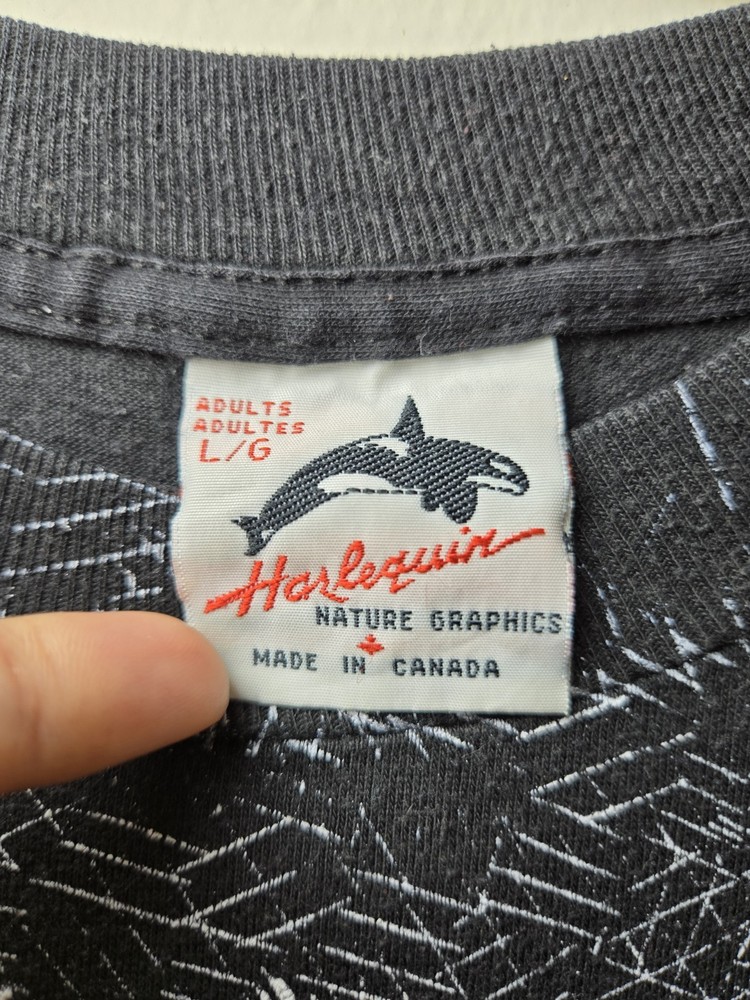 ADULTS
ADULTES
L/G
Harlequin
NATURE GRAPHICS
MADE IN CANADA